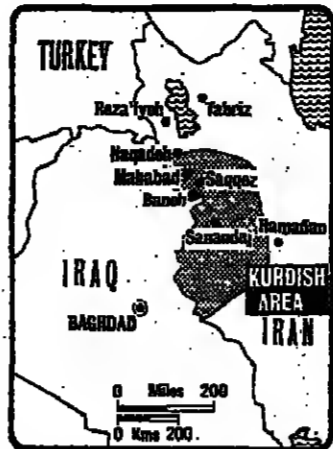 TURKEY
Reza'iyeh
Tabriz
Naqadeh
Mahabad
Saqqez
Baneh
Sanandaj
Hamadan
IRAQ
KURDISH
AREA
BAGHDAD
IRAN
0 Miles 200
0 Kms 200.